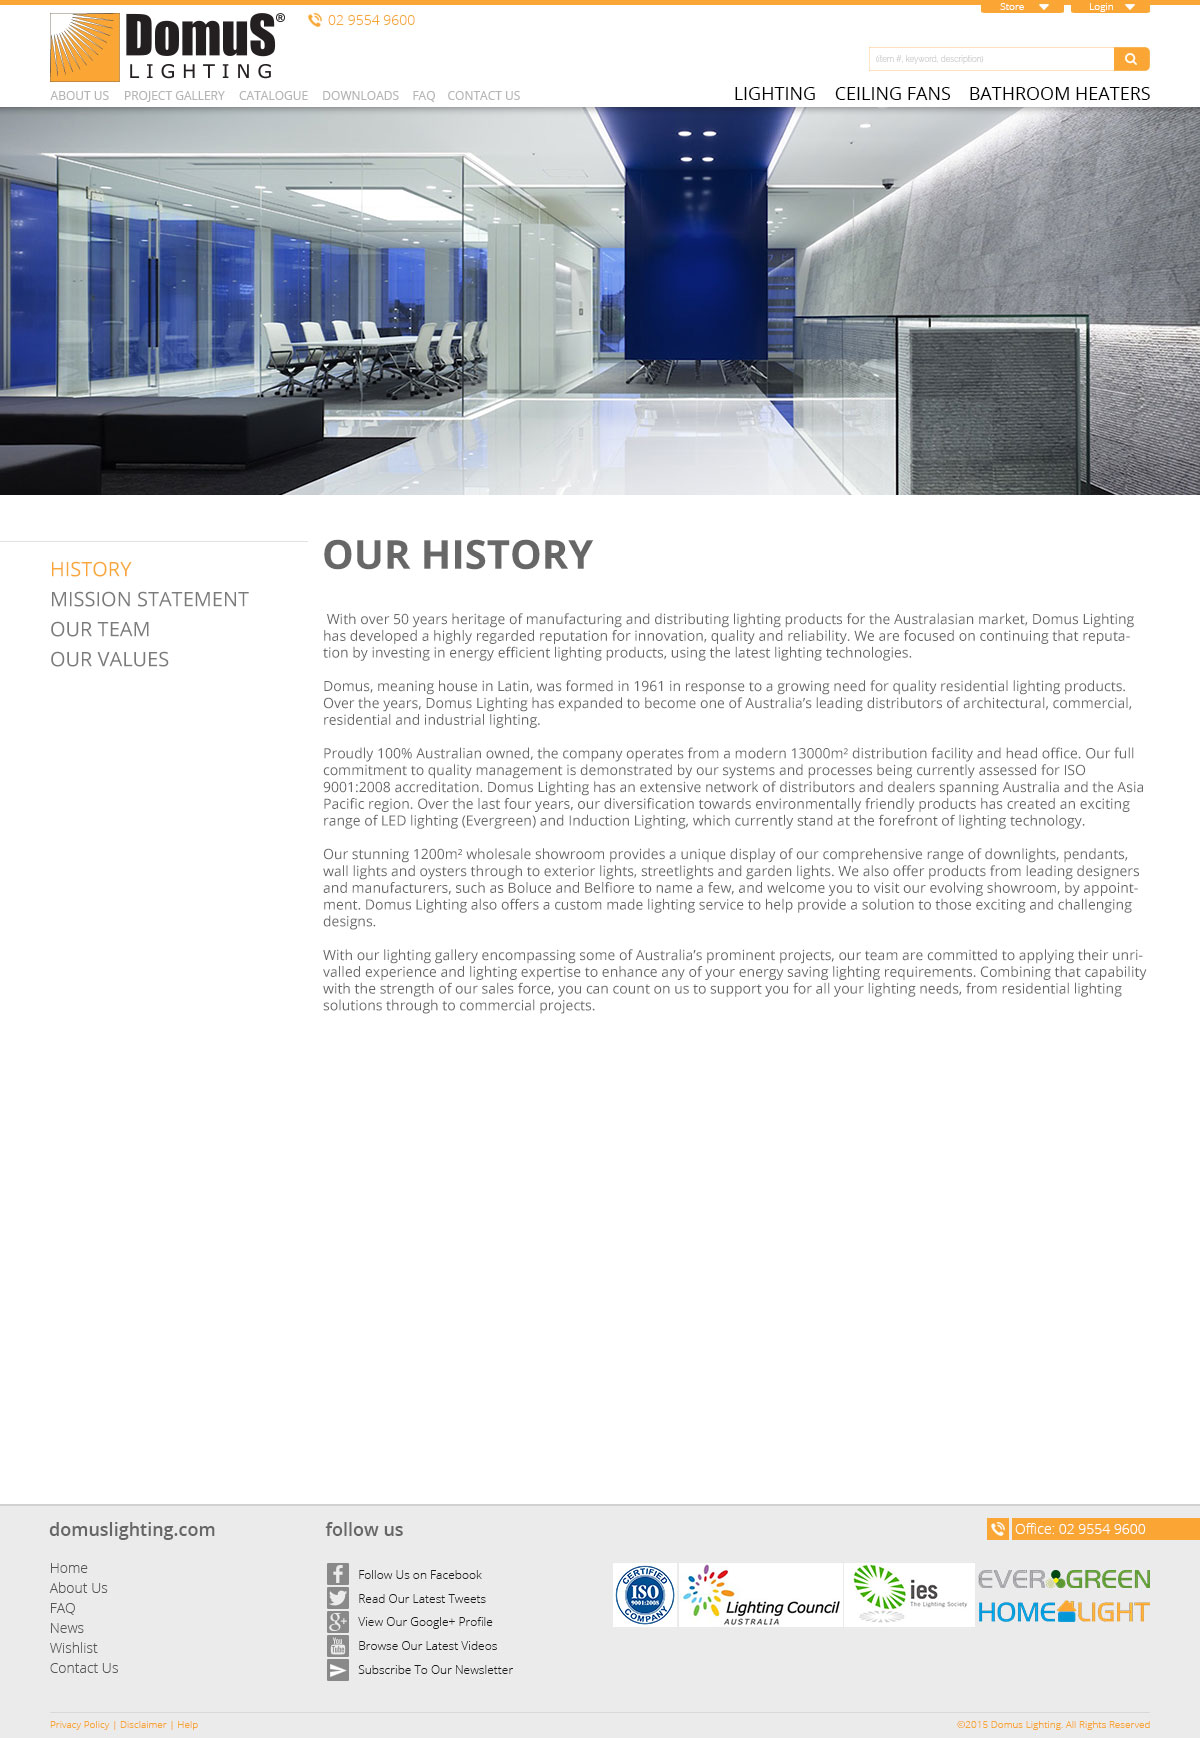 Store
Login
DomuS®
LIGHTING
02 9554 9600
(item #, keyword, description)
ABOUT US
PROJECT GALLERY
CATALOGUE
DOWNLOADS
FAQ
CONTACT US
LIGHTING
CEILING FANS
BATHROOM HEATERS
HISTORY
MISSION STATEMENT
OUR TEAM
OUR VALUES
OUR HISTORY
With over 50 years heritage of manufacturing and distributing lighting products for the Australasian market, Domus Lighting
has developed a highly regarded reputation for innovation, quality and reliability. We are focused on continuing that reputa-
tion by investing in energy efficient lighting products, using the latest lighting technologies.
Domus, meaning house in Latin, was formed in 1961 in response to a growing need for quality residential lighting products.
Over the years, Domus Lighting has expanded to become one of Australia's leading distributors of architectural, commercial,
residential and industrial lighting.
Proudly 100% Australian owned, the company operates from a modern 13000m² distribution facility and head office. Our full
commitment to quality management is demonstrated by our systems and processes being currently assessed for ISO
9001:2008 accreditation. Domus Lighting has an extensive network of distributors and dealers spanning Australia and the Asia
Pacific region. Over the last four years, our diversification towards environmentally friendly products has created an exciting
range of LED lighting (Evergreen) and Induction Lighting, which currently stand at the forefront of lighting technology.
Our stunning 1200m² wholesale showroom provides a unique display of our comprehensive range of downlights, pendants,
wall lights and oysters through to exterior lights, streetlights and garden lights. We also offer products from leading designers
and manufacturers, such as Boluce and Belfiore to name a few, and welcome you to visit our evolving showroom, by appoint-
ment. Domus Lighting also offers a custom made lighting service to help provide a solution to those exciting and challenging
designs.
With our lighting gallery encompassing some of Australia's prominent projects, our team are committed to applying their unri-
valled experience and lighting expertise to enhance any of your energy saving lighting requirements. Combining that capability
with the strength of our sales force, you can count on us to support you for all your lighting needs, from residential lighting
solutions through to commercial projects.
domuslighting.com
Home
About Us
FAQ
News
Wishlist
Contact Us
follow us
Follow Us on Facebook
Read Our Latest Tweets
View Our Google+ Profile
You Tube
Browse Our Latest Videos
Subscribe To Our Newsletter
Office: 02 9554 9600
CERTIFIED
ISO
9001:2008
COMPANY
Lighting Council
AUSTRALIA
ies
The Lighting Society
EVERGREEN
HOMELIGHT
Privacy Policy | Disclaimer | Help
©2015 Domus Lighting. All Rights Reserved